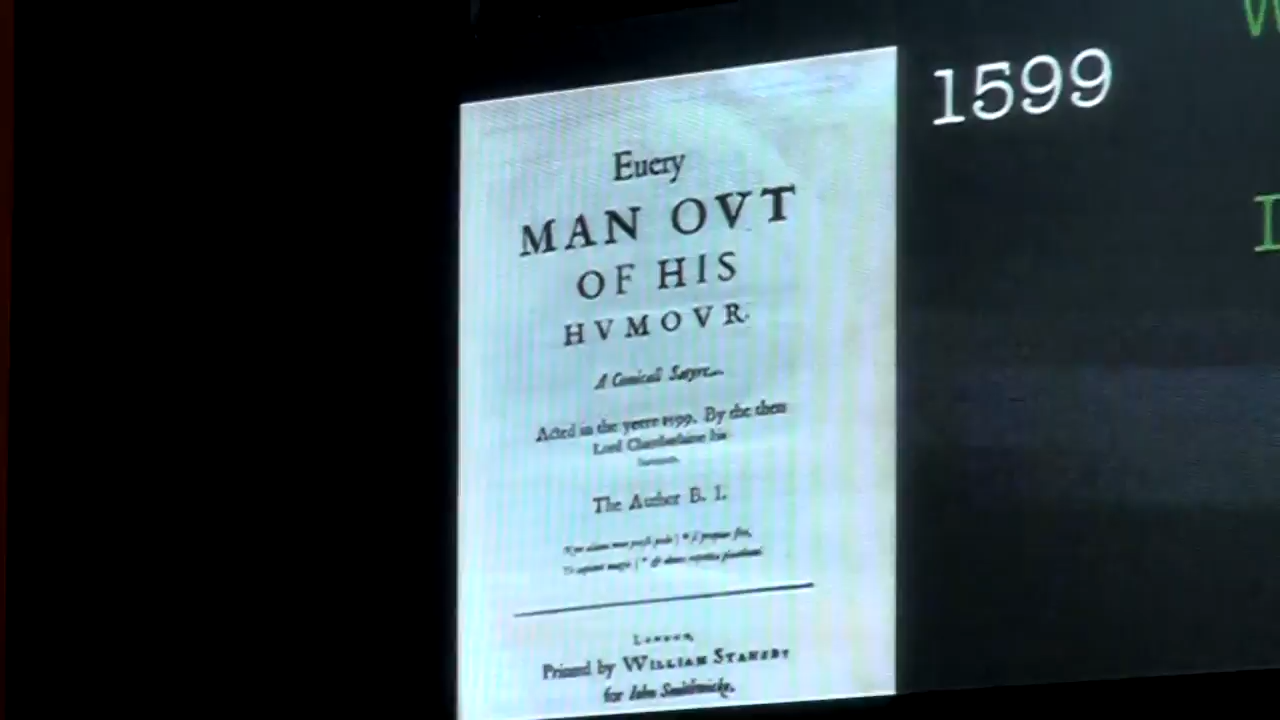 1599
Euery
MAN OVT
OF HIS
HVMOVR.
A Comicall Satyre.
Acted in the yeere 1599. By the then
Lord Chamberlaine his
The Author B. I.
LONDON,
Printed by WILLIAM STANSBY
for Iohn Smithwicke.